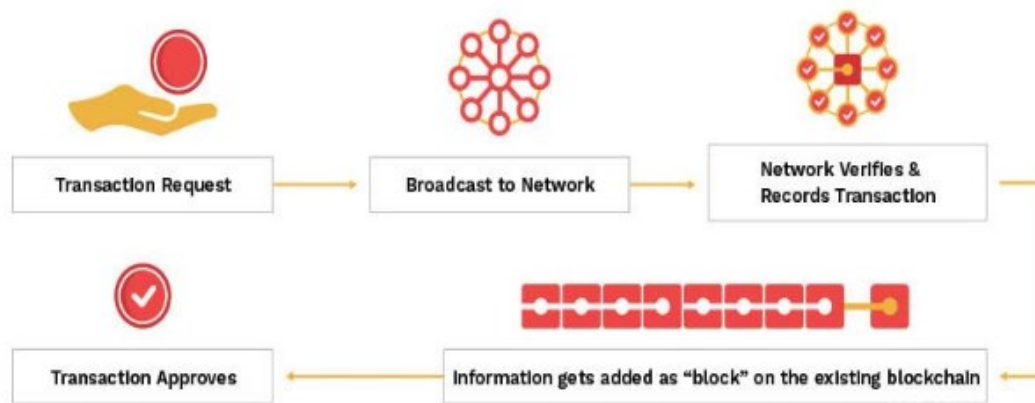 Transaction Request
Broadcast to Network
Network Verifies &
Records Transaction
Transaction Approves
Information gets added as “block” on the existing blockchain